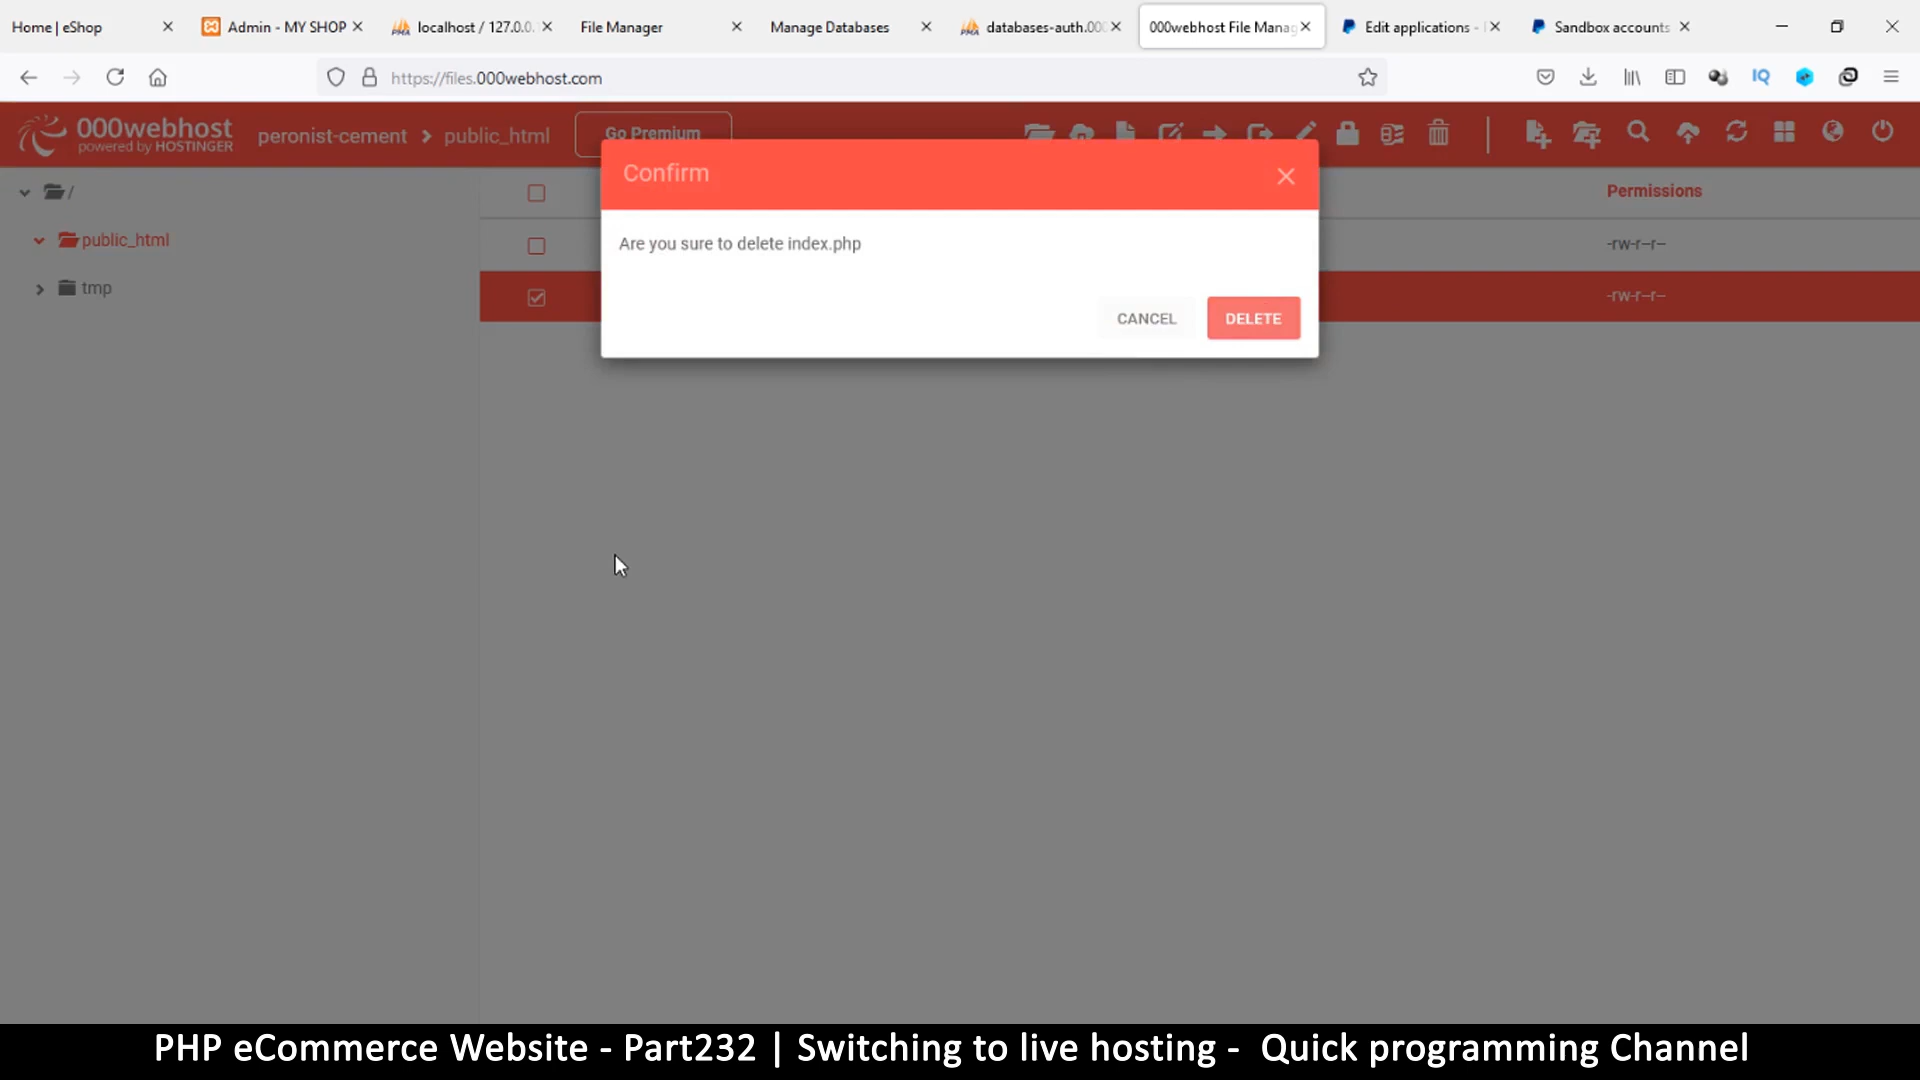 Home | eShop
Admin - MY SHOP
localhost / 127.0.0.
File Manager
Manage Databases
databases-auth.00
000webhost File Manag
Edit applications -
Sandbox accounts
https://files.000webhost.com
IQ
000webhost
powered by HOSTINGER
peronist-cement > public_html
Go Premium
Confirm
/
Permissions
public_html
Are you sure to delete index.php
-rw-r--r--
tmp
-rw-r--r--
CANCEL
DELETE
PHP eCommerce Website - Part232 | Switching to live hosting - Quick programming Channel